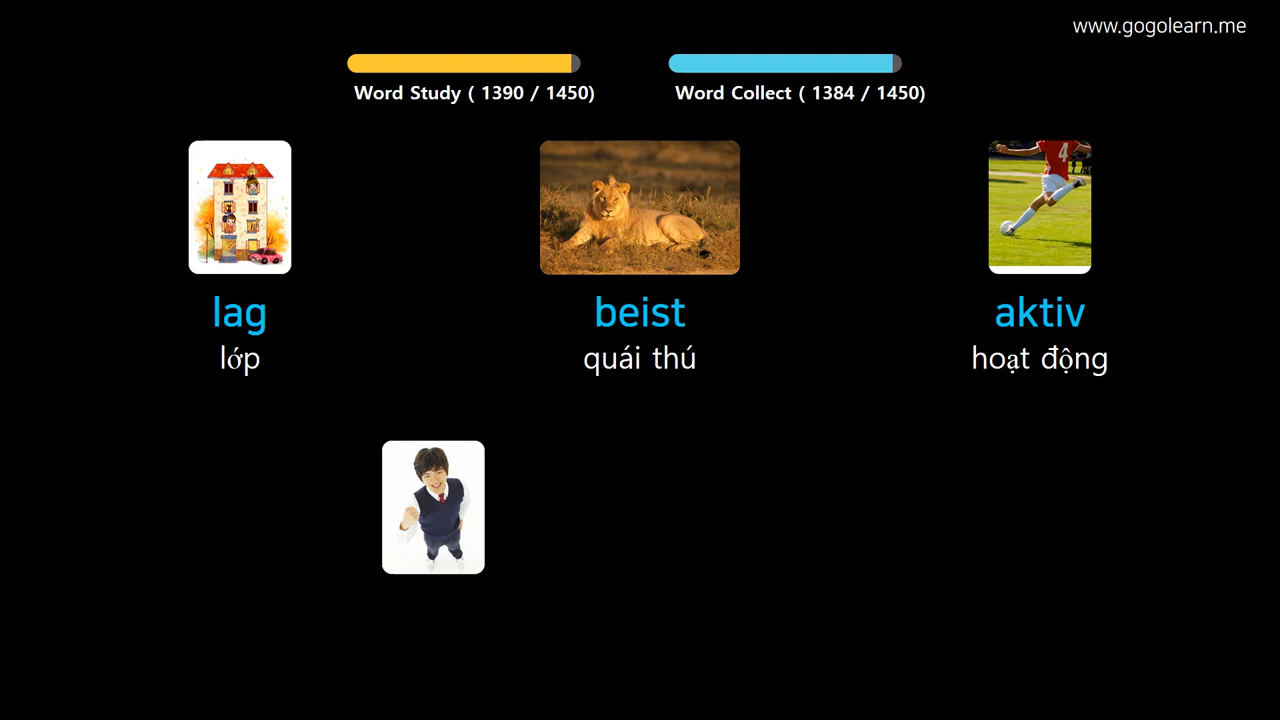 www.gogolearn.me
Word Study ( 1390 / 1450)
Word Collect ( 1384 / 1450)
4
lag
beist
aktiv
lớp
quái thú
hoạt động